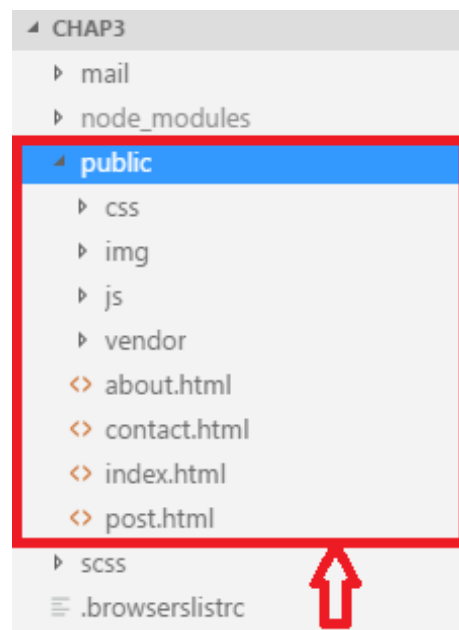 CHAP3
mail
node_modules
public
css
img
js
vendor
about.html
contact.html
index.html
post.html
scss
.browserslistrc